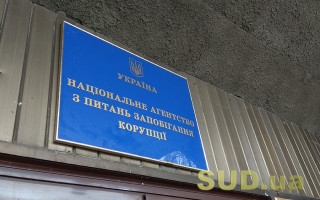 УКРАЇНА
НАЦІОНАЛЬНЕ АГЕНТСТВО
З ПИТАНЬ ЗАПОБІГАННЯ
КОРУПЦІЇ
SUD.ua